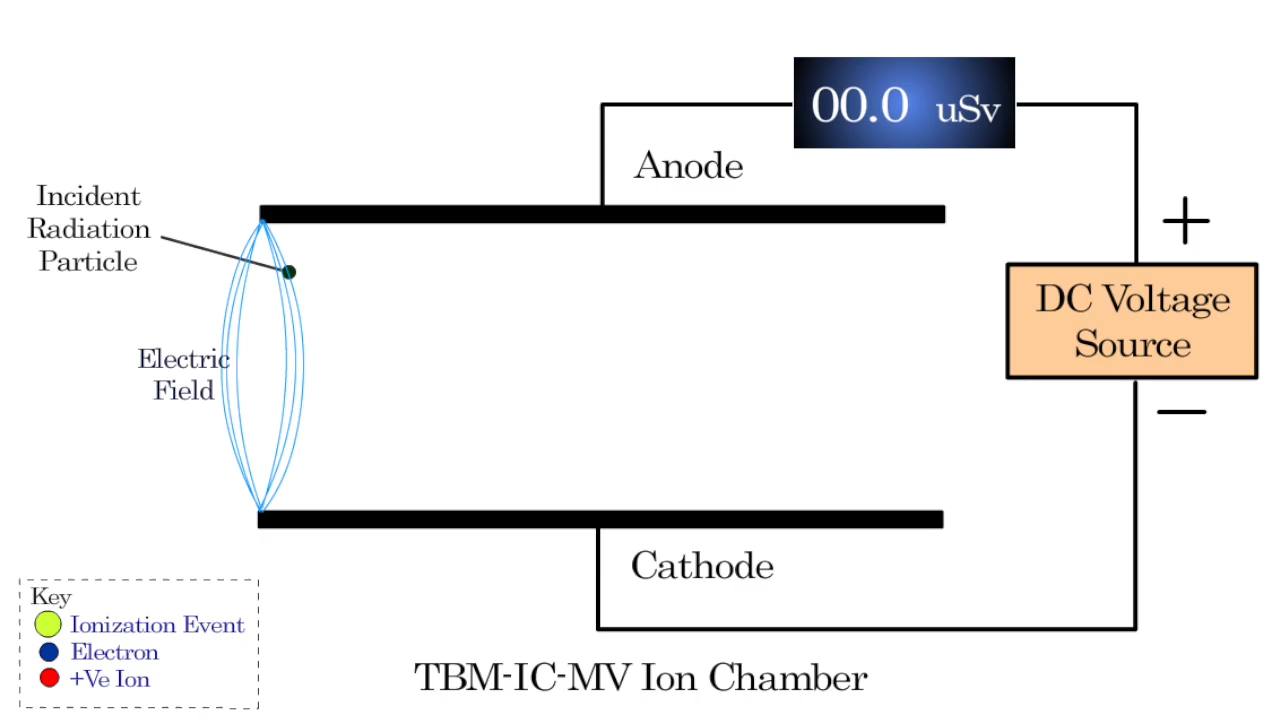 00.0 uSv
Anode
Incident
Radiation
Particle
+
DC Voltage
Source
Electric
Field
−
Cathode
Key
Ionization Event
Electron
+Ve Ion
TBM-IC-MV Ion Chamber